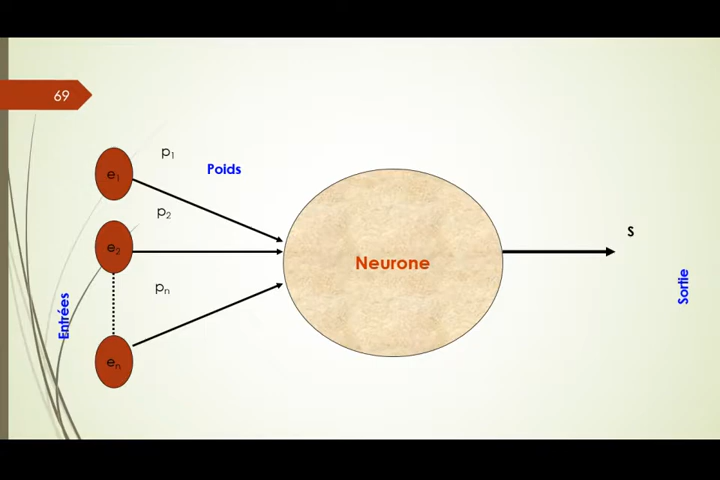 69
p1
Poids
e1
p2
S
e2
Neurone
pn
Entrées
Sortie
en